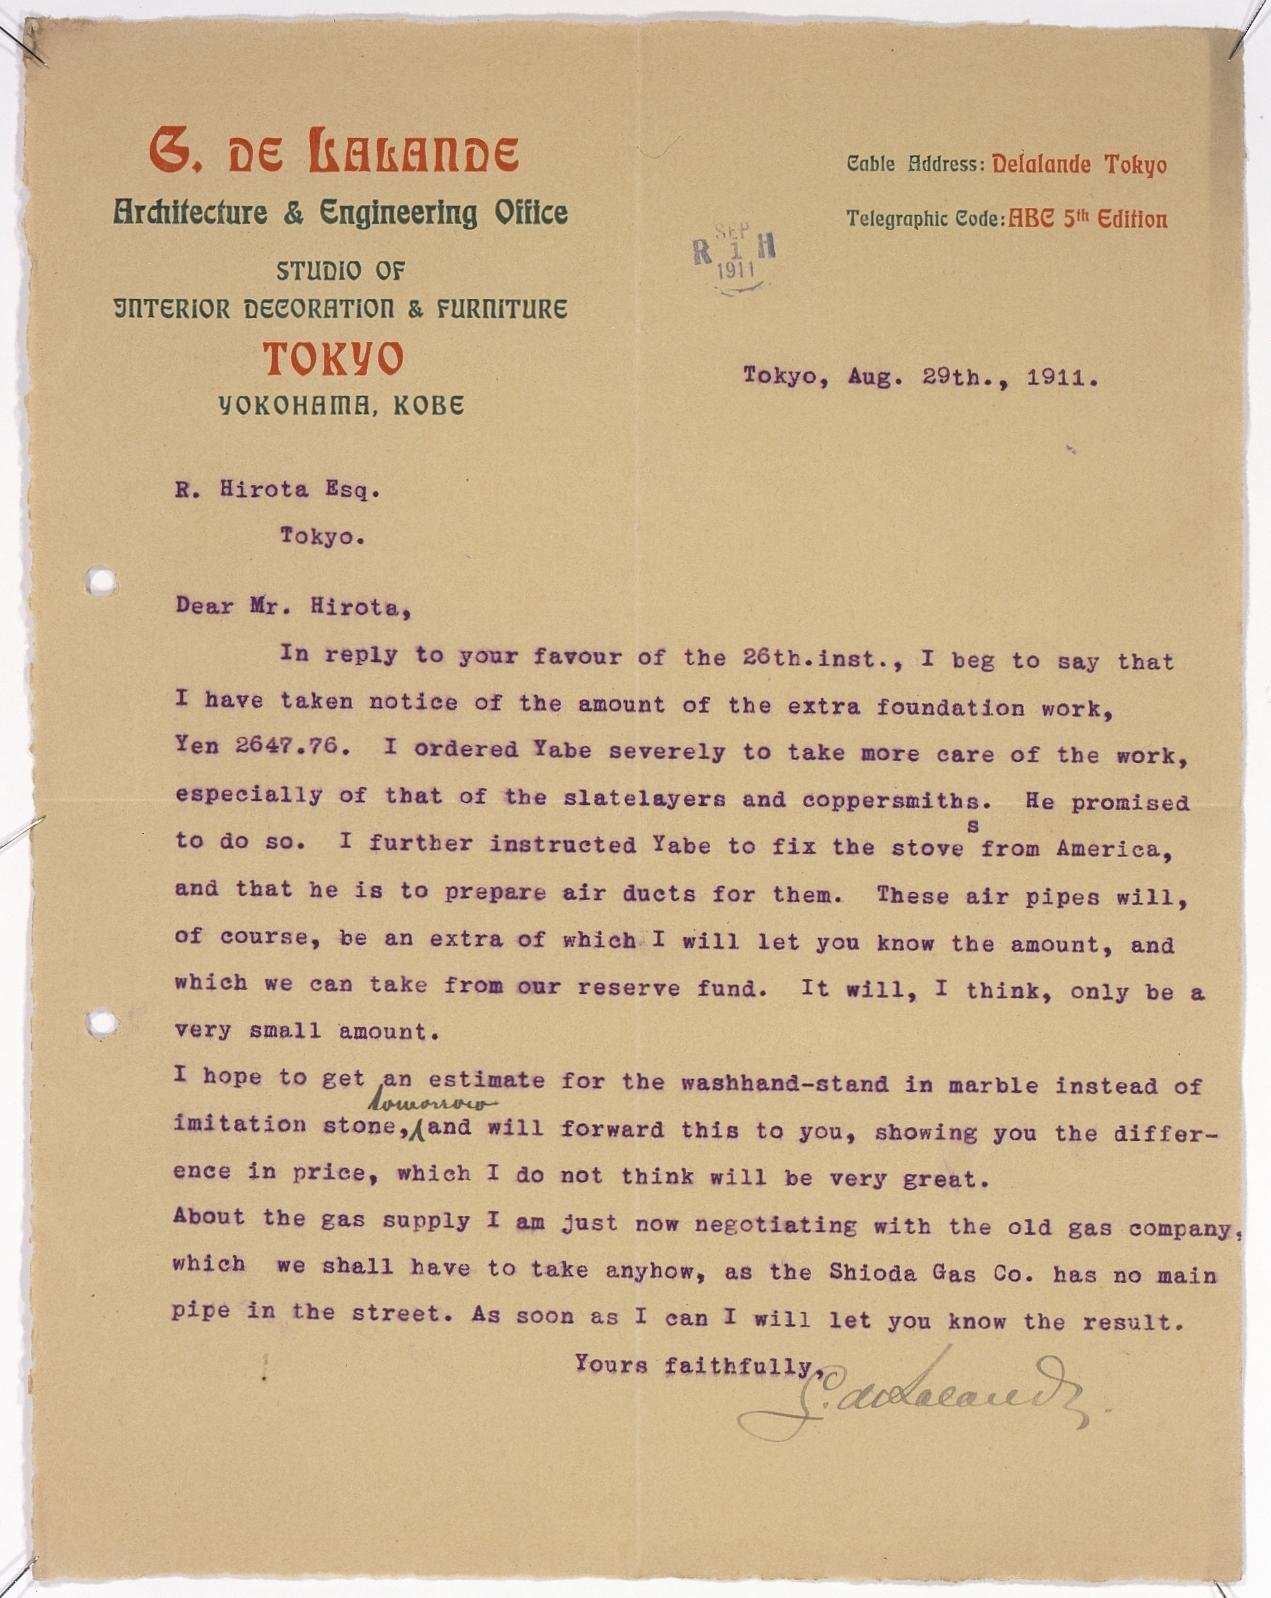 G. DE LALANDE
Architecture & Engineering Office
STUDIO OF
INTERIOR DECORATION & FURNITURE
TOKYO
YOKOHAMA, KOBE
Cable Address: Delalande Tokyo
Telegraphic Code: ABC 5th Edition
SEP
R 1 H
1911
Tokyo, Aug. 29th., 1911.
R. Hirota Esq.
Tokyo.
Dear Mr. Hirota,
In reply to your favour of the 26th.inst., I beg to say that
I have taken notice of the amount of the extra foundation work,
Yen 2647.76. I ordered Yabe severely to take more care of the work,
especially of that of the slatelayers and coppersmiths. He promised
to do so. I further instructed Yabe to fix the stoves from America,
and that he is to prepare air ducts for them. These air pipes will,
of course, be an extra of which I will let you know the amount, and
which we can take from our reserve fund. It will, I think, only be a
very small amount.
I hope to get an estimate for the washhand-stand in marble instead of
tomorrow
imitation stone, and will forward this to you, showing you the differ-
ence in price, which I do not think will be very great.
About the gas supply I am just now negotiating with the old gas company,
which we shall have to take anyhow, as the Shioda Gas Co. has no main
pipe in the street. As soon as I can I will let you know the result.
Yours faithfully,
G. de Lalande